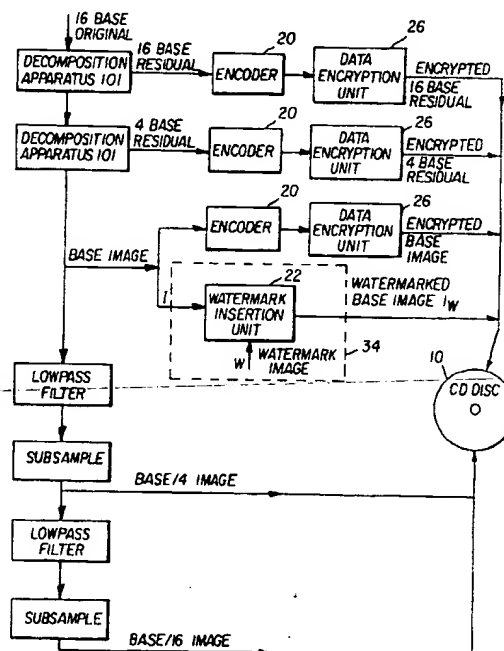 16 BASE
ORIGINAL
DECOMPOSITION
APPARATUS 101
16 BASE
RESIDUAL
20
ENCODER
26
DATA
ENCRYPTION
UNIT
ENCRYPTED
16 BASE
RESIDUAL
DECOMPOSITION
APPARATUS 101
4 BASE
RESIDUAL
20
ENCODER
26
DATA
ENCRYPTION
UNIT
ENCRYPTED
4 BASE
RESIDUAL
20
ENCODER
26
DATA
ENCRYPTION
UNIT
ENCRYPTED
BASE
IMAGE
BASE IMAGE
I
22
WATERMARK
INSERTION
UNIT
WATERMARKED
BASE IMAGE IW
W
WATERMARK
IMAGE
34
LOWPASS
FILTER
10
CD DISC
SUBSAMPLE
BASE/4 IMAGE
LOWPASS
FILTER
SUBSAMPLE
BASE/16 IMAGE